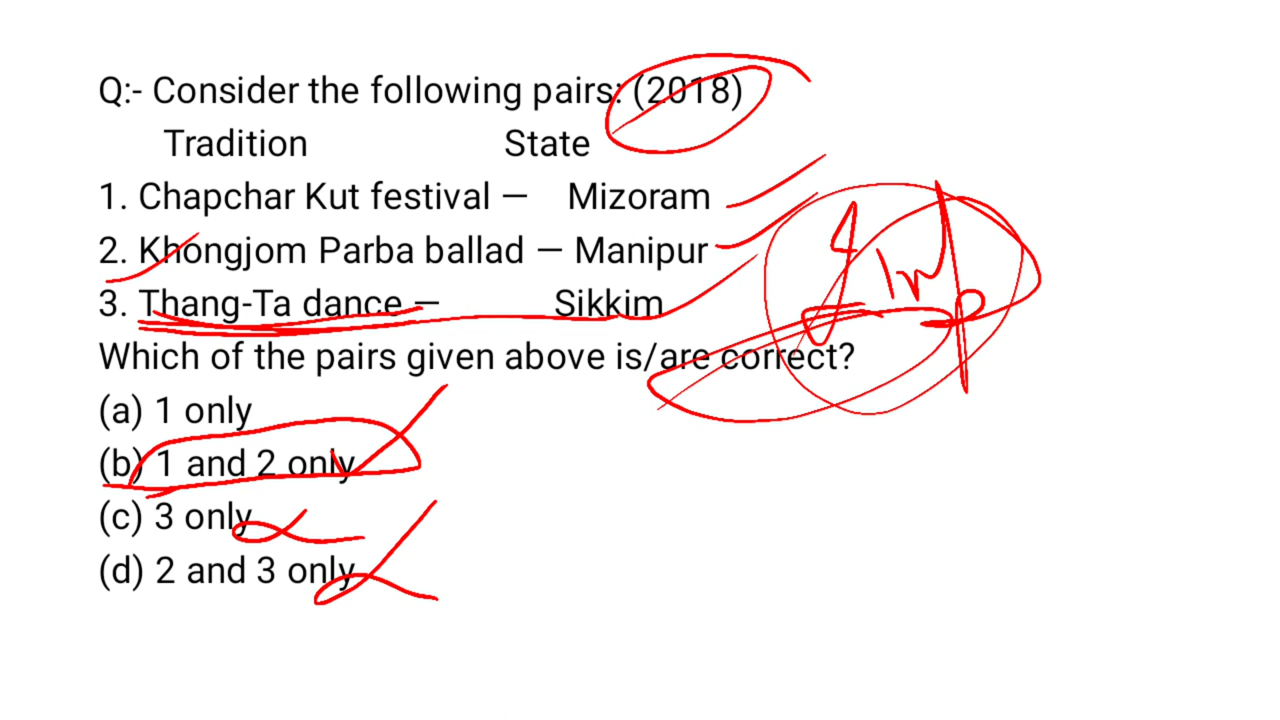 Q:- Consider the following pairs: (2018)
Tradition State
1. Chapchar Kut festival — Mizoram
2. Khongjom Parba ballad — Manipur
3. Thang-Ta dance — Sikkim
Which of the pairs given above is/are correct?
(a) 1 only
(b) 1 and 2 only
(c) 3 only
(d) 2 and 3 only